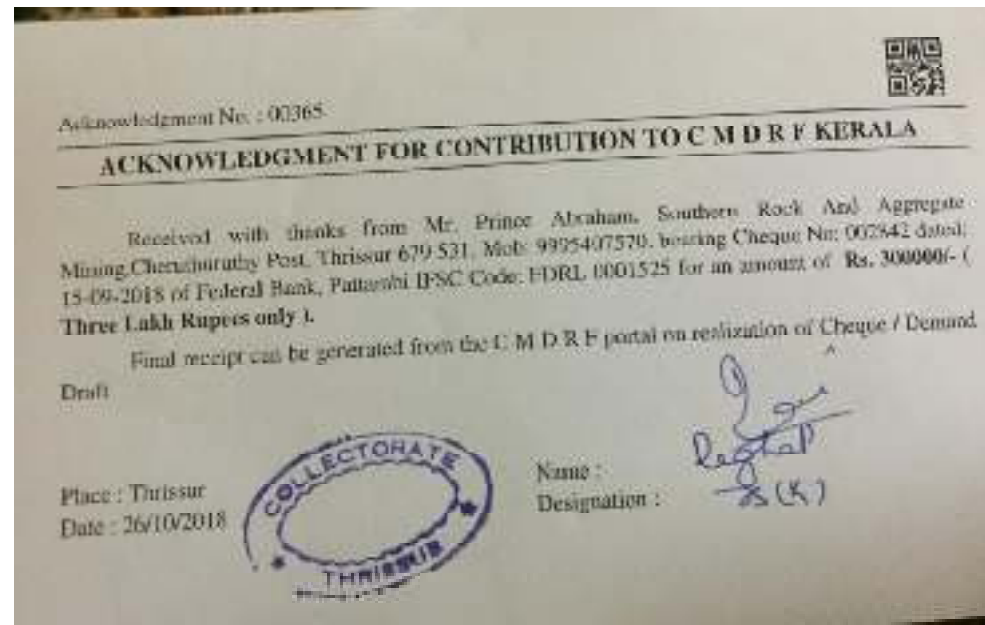 Acknowledgment No. : 00365
ACKNOWLEDGMENT FOR CONTRIBUTION TO C M D R F KERALA
Received with thanks from Mr. Prince Abraham, Southern Rock And Aggregate
Mining,Cheruthuruthy Post, Thrissur 679 531, Mob: 9995407570, bearing Cheque No: 002842 dated:
15-09-2018 of Federal Bank, Pattambi IFSC Code: FDRL 0001525 for an amount of Rs. 300000/- (
Three Lakh Rupees only ).
Final receipt can be generated from the C M D R F portal on realization of Cheque / Demand
Draft
Name :
Place : Thrissur
Designation :
JS (K)
Date : 26/10/2018
COLLECTORATE
THRISSUR